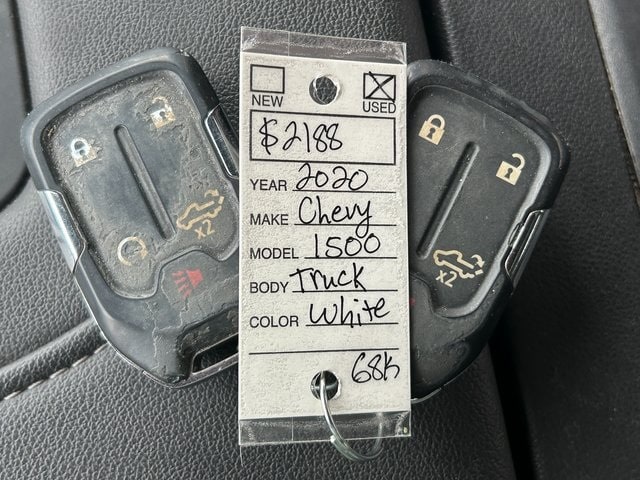 NEW
USED
$2188
YEAR 2020
MAKE Chevy
MODEL 1500
BODY Truck
COLOR White
68K
x2
x2